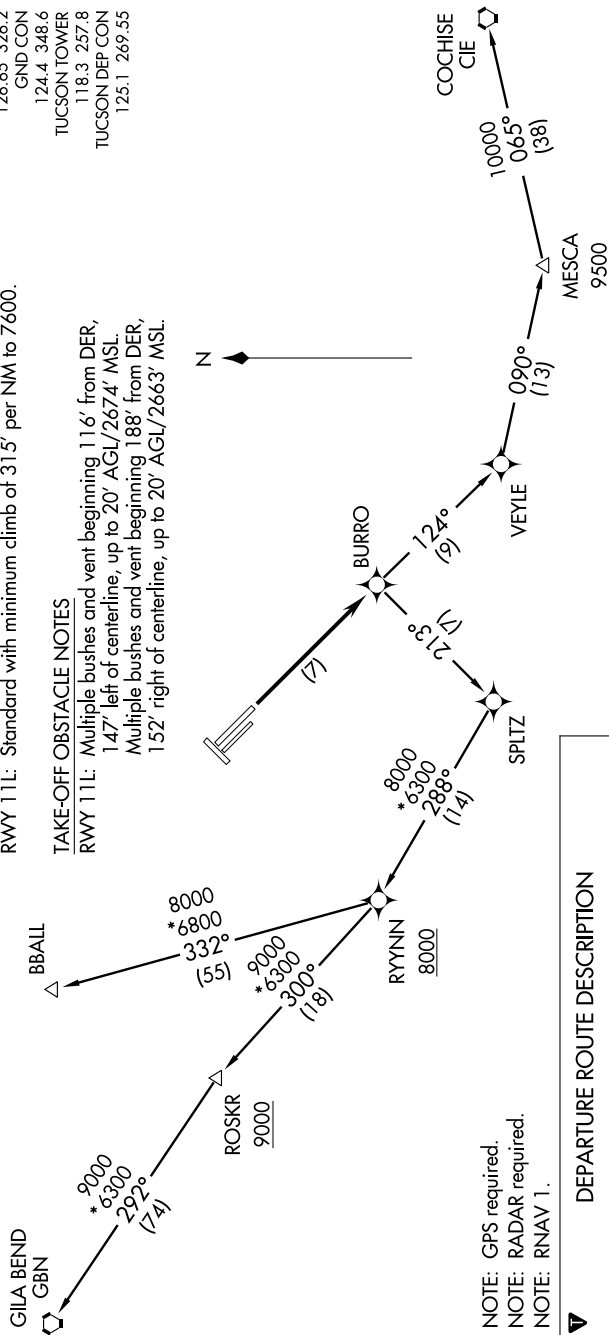 126.65 326.2
GND CON
124.4 348.6
TUCSON TOWER
118.3 257.8
TUCSON DEP CON
125.1 269.55
RWY 11L: Standard with minimum climb of 315' per NM to 7600.
TAKE-OFF OBSTACLE NOTES
RWY 11L: Multiple bushes and vent beginning 116' from DER,
147' left of centerline, up to 20' AGL/2674' MSL.
Multiple bushes and vent beginning 188' from DER,
152' right of centerline, up to 20' AGL/2663' MSL.
N
COCHISE
CIE
10000
065°
(38)
MESCA
9500
090°
(13)
VEYLE
124°
(9)
BURRO
(7)
213°
(7)
SPLTZ
8000
*6300
288°
(14)
RYYNN
8000
BBALL
8000
*6800
332°
(55)
9000
*6300
300°
(18)
ROSKR
9000
9000
*6300
292°
(74)
GILA BEND
GBN
NOTE: GPS required.
NOTE: RADAR required.
NOTE: RNAV 1.
T
DEPARTURE ROUTE DESCRIPTION